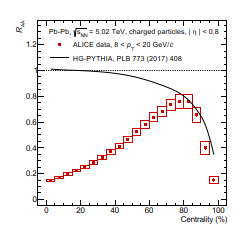 R_AA
Pb-Pb, √s_NN = 5.02 TeV, charged particles, | η | < 0.8
ALICE data, 8 < p_T < 20 GeV/c
HG-PYTHIA, PLB 773 (2017) 408
1.2
1
0.8
0.6
0.4
0.2
0
0 20 40 60 80 100
Centrality (%)